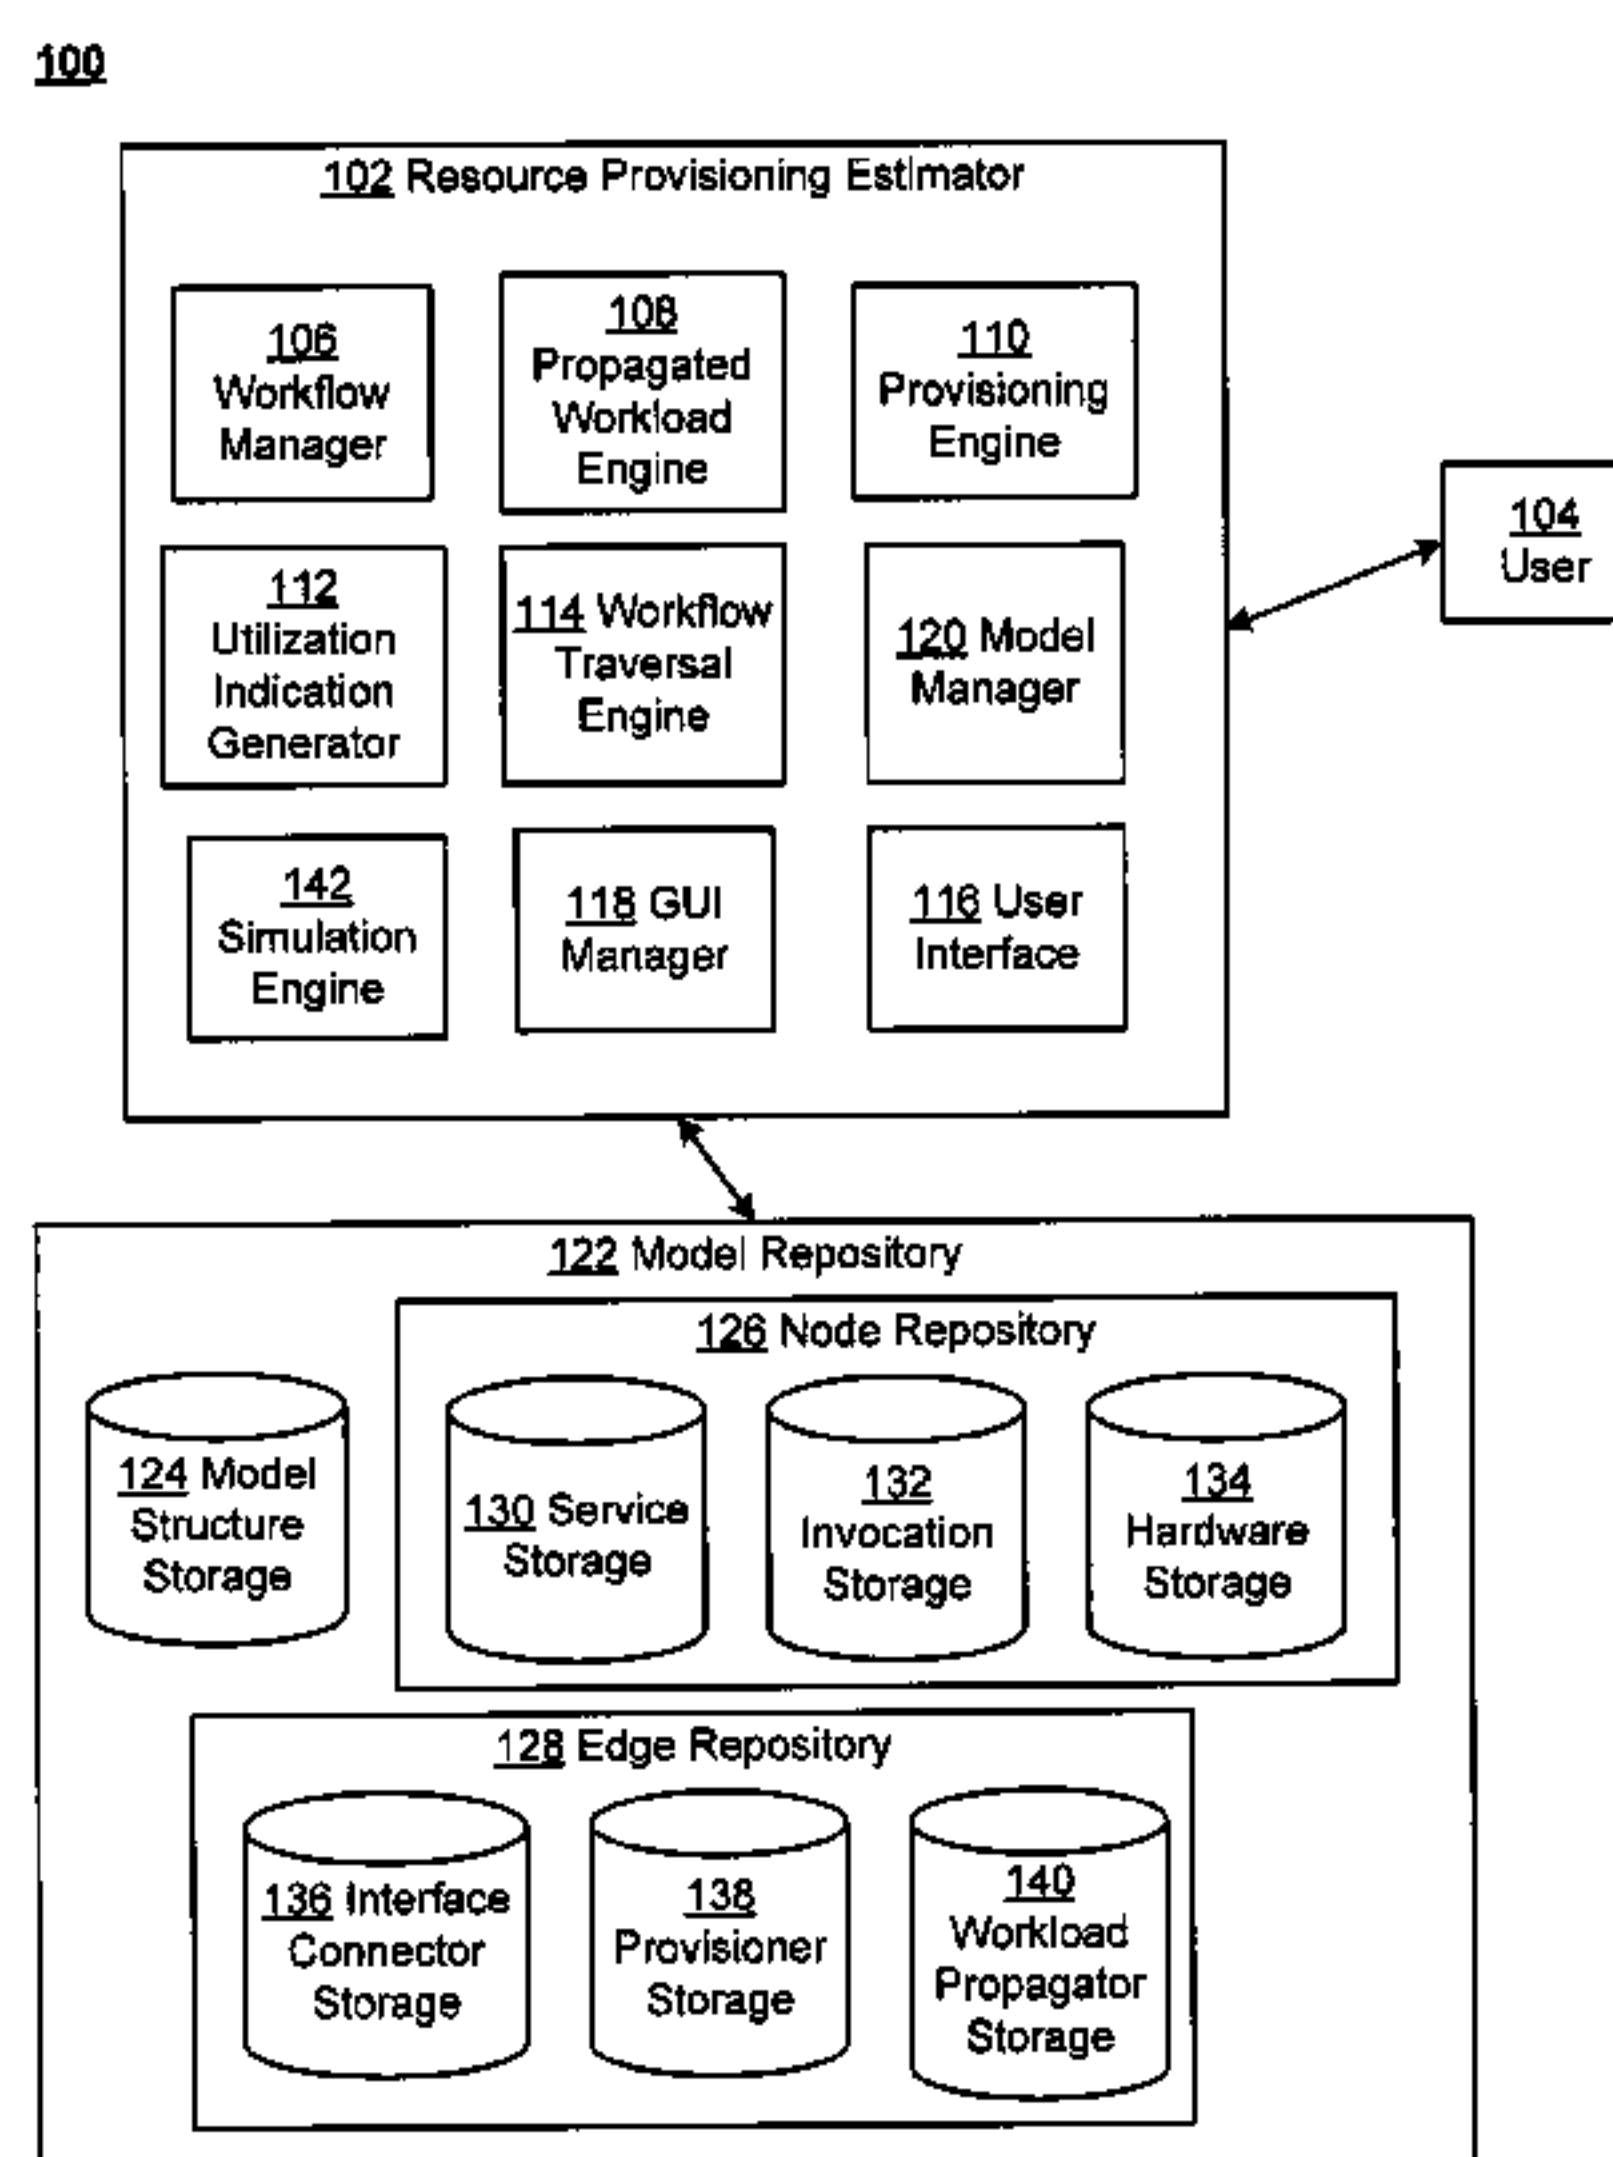 100
102 Resource Provisioning Estimator
106
Workflow
Manager
108
Propagated
Workload
Engine
110
Provisioning
Engine
104
User
112
Utilization
Indication
Generator
114 Workflow
Traversal
Engine
120 Model
Manager
142
Simulation
Engine
118 GUI
Manager
116 User
Interface
122 Model Repository
126 Node Repository
124 Model
Structure
Storage
130 Service
Storage
132
Invocation
Storage
134
Hardware
Storage
128 Edge Repository
136 Interface
Connector
Storage
138
Provisioner
Storage
140
Workload
Propagator
Storage